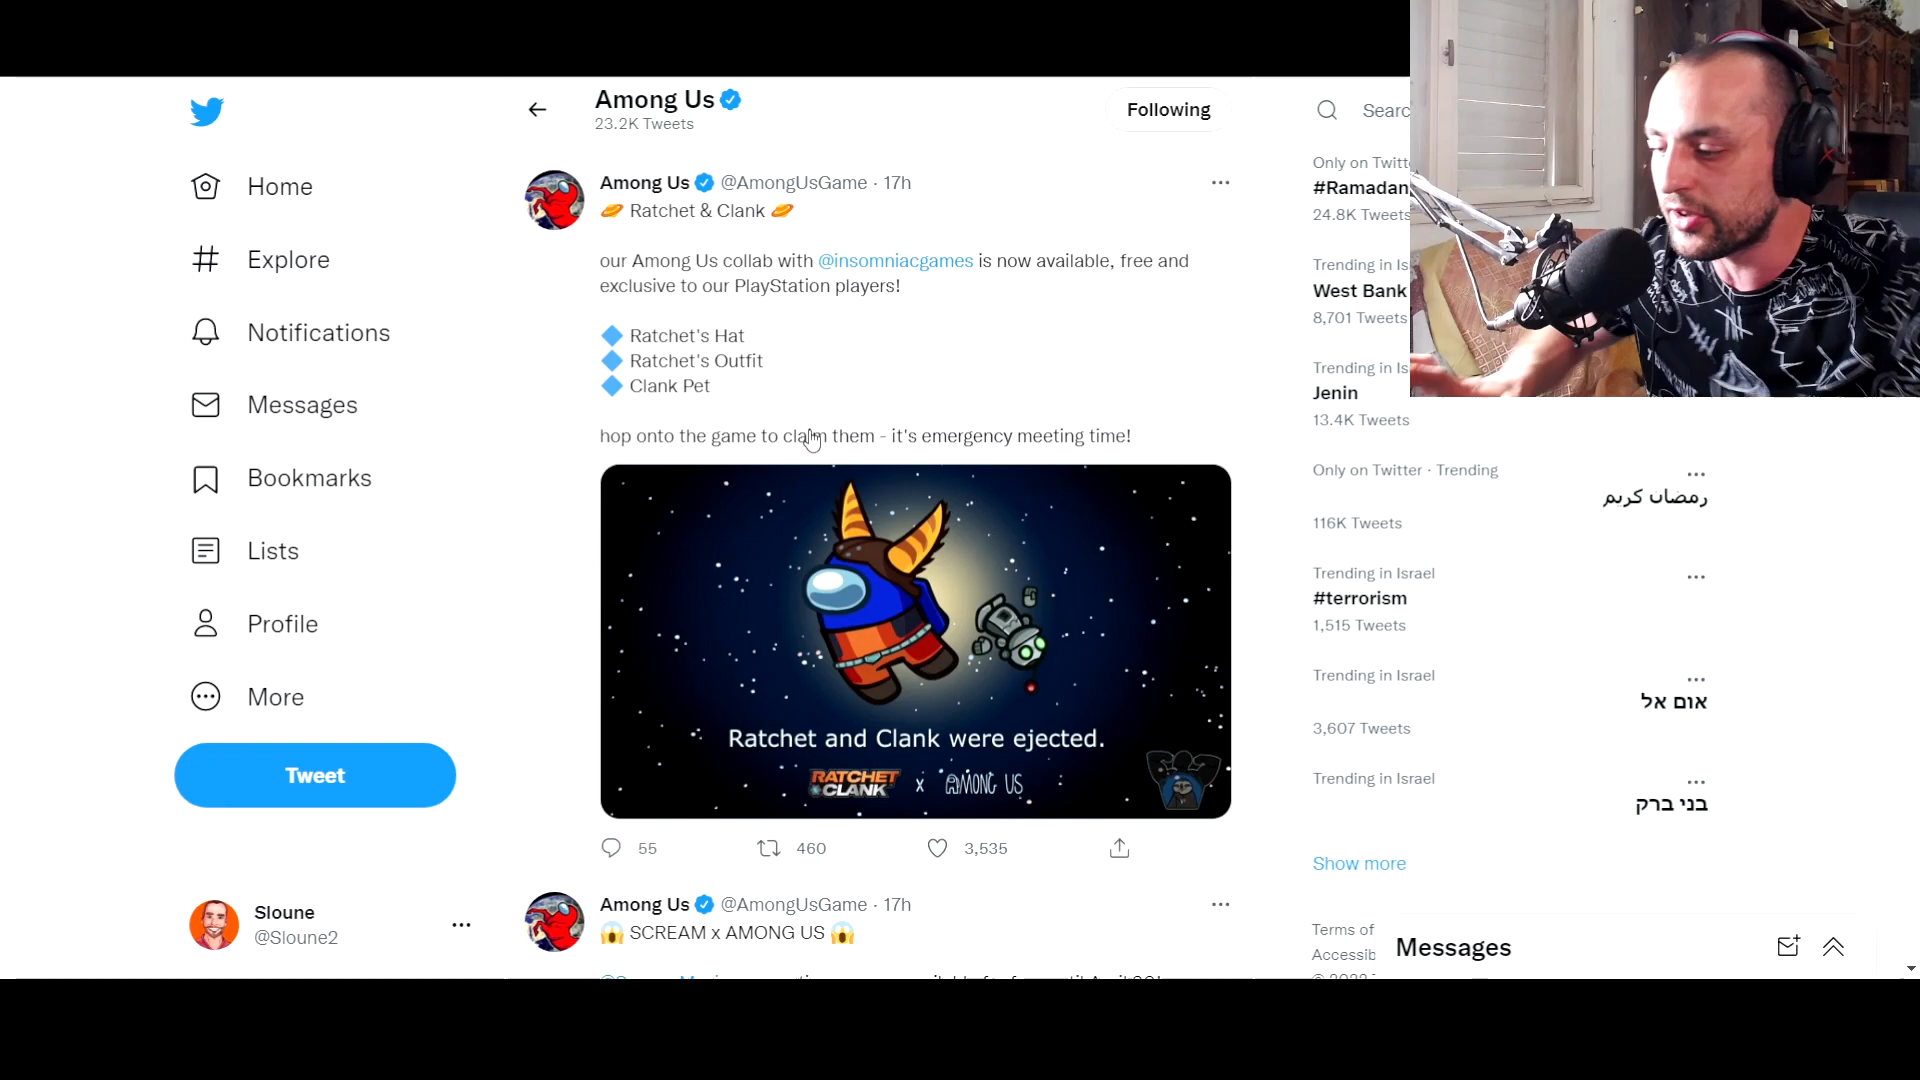 Among Us
23.2K Tweets
Following
Home
Explore
Notifications
Messages
Bookmarks
Lists
Profile
More
Tweet
Sloune
@Sloune2
Among Us @AmongUsGame · 17h
Ratchet & Clank
our Among Us collab with @insomniacgames is now available, free and
exclusive to our PlayStation players!
Ratchet's Hat
Ratchet's Outfit
Clank Pet
hop onto the game to claim them - it's emergency meeting time!
Ratchet and Clank were ejected.
RATCHET CLANK x AMONG US
55
460
3,535
Among Us @AmongUsGame · 17h
SCREAM x AMONG US
Searc
Only on Twitt
#Ramadan
24.8K Tweets
Trending in Is
West Bank
8,701 Tweets
Trending in Is
Jenin
13.4K Tweets
Only on Twitter · Trending
رمضان كريم
116K Tweets
Trending in Israel
#terrorism
1,515 Tweets
Trending in Israel
אום אל
3,607 Tweets
Trending in Israel
בני ברק
Show more
Terms of
Accessib
Messages